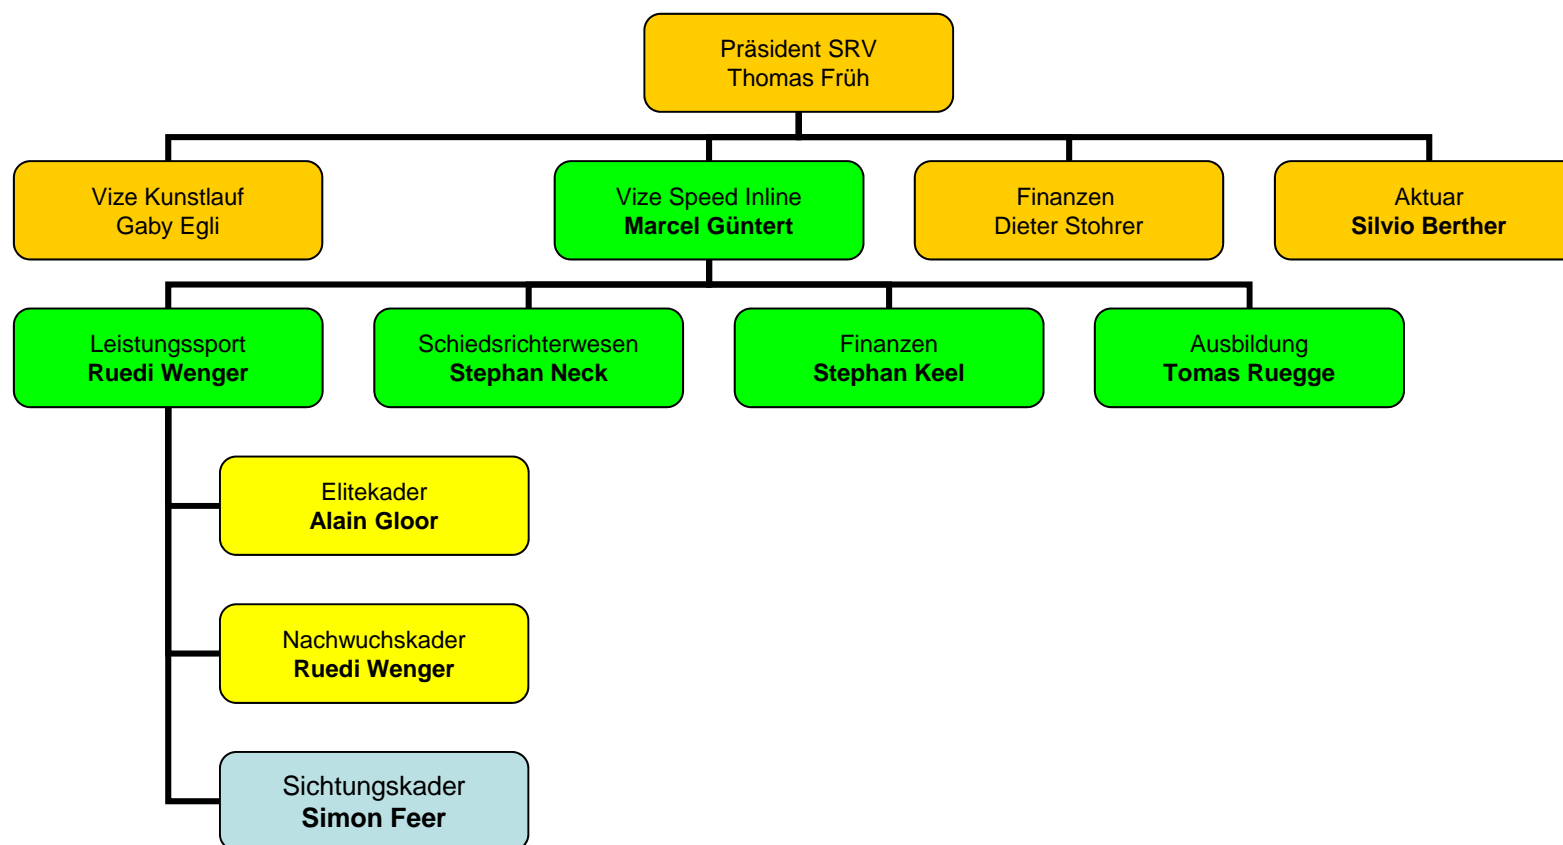 Präsident SRV
Thomas Früh
Vize Kunstlauf
Gaby Egli
Vize Speed Inline
Marcel Güntert
Finanzen
Dieter Stohrer
Aktuar
Silvio Berther
Leistungssport
Ruedi Wenger
Schiedsrichterwesen
Stephan Neck
Finanzen
Stephan Keel
Ausbildung
Tomas Ruegge
Elitekader
Alain Gloor
Nachwuchskader
Ruedi Wenger
Sichtungskader
Simon Feer